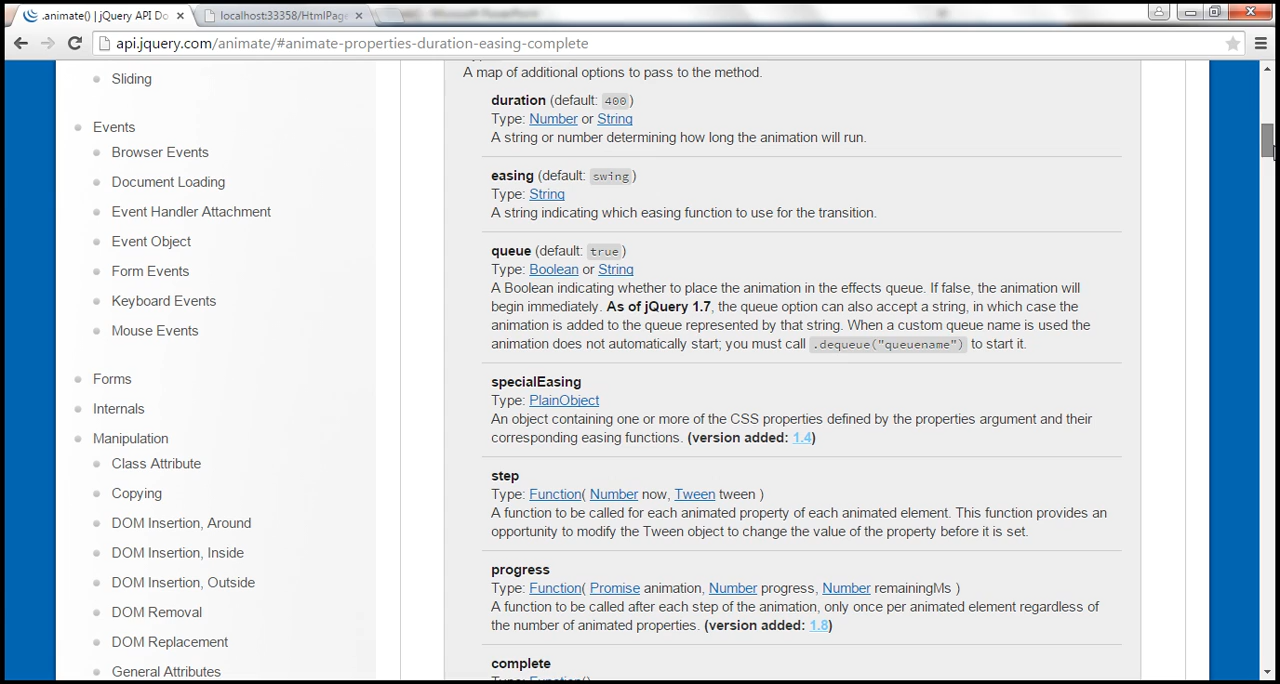 .animate() | jQuery API Do
localhost:33358/HtmlPage
api.jquery.com/animate/#animate-properties-duration-easing-complete
Sliding
Events
Browser Events
Document Loading
Event Handler Attachment
Event Object
Form Events
Keyboard Events
Mouse Events
Forms
Internals
Manipulation
Class Attribute
Copying
DOM Insertion, Around
DOM Insertion, Inside
DOM Insertion, Outside
DOM Removal
DOM Replacement
General Attributes
A map of additional options to pass to the method.
duration (default: 400)
Type: Number or String
A string or number determining how long the animation will run.
easing (default: swing)
Type: String
A string indicating which easing function to use for the transition.
queue (default: true)
Type: Boolean or String
A Boolean indicating whether to place the animation in the effects queue. If false, the animation will
begin immediately. As of jQuery 1.7, the queue option can also accept a string, in which case the
animation is added to the queue represented by that string. When a custom queue name is used the
animation does not automatically start; you must call .dequeue("queuename") to start it.
specialEasing
Type: PlainObject
An object containing one or more of the CSS properties defined by the properties argument and their
corresponding easing functions. (version added: 1.4)
step
Type: Function( Number now, Tween tween )
A function to be called for each animated property of each animated element. This function provides an
opportunity to modify the Tween object to change the value of the property before it is set.
progress
Type: Function( Promise animation, Number progress, Number remainingMs )
A function to be called after each step of the animation, only once per animated element regardless of
the number of animated properties. (version added: 1.8)
complete
Type: Function()